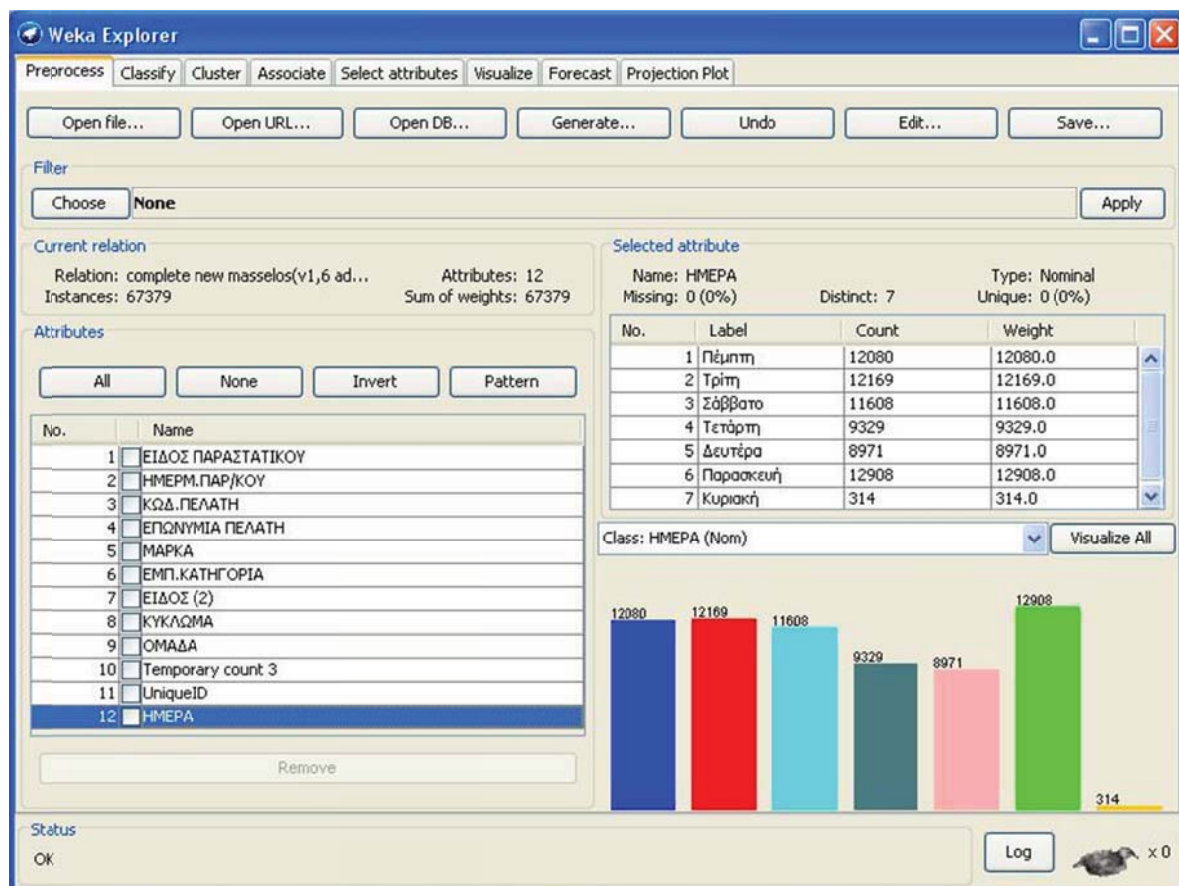 Weka Explorer
Preprocess Classify Cluster Associate Select attributes Visualize Forecast Projection Plot
Open file... Open URL... Open DB... Generate... Undo Edit... Save...
Filter
Choose None Apply
Current relation
Relation: complete new masselos(v1,6 ad... Attributes: 12
Instances: 67379 Sum of weights: 67379
Attributes
All None Invert Pattern
No. Name
1 ΕΙΔΟΣ ΠΑΡΑΣΤΑΤΙΚΟΥ
2 ΗΜΕΡΜ.ΠΑΡ/ΚΟΥ
3 ΚΩΔ.ΠΕΛΑΤΗ
4 ΕΠΩΝΥΜΙΑ ΠΕΛΑΤΗ
5 ΜΑΡΚΑ
6 ΕΜΠ.ΚΑΤΗΓΟΡΙΑ
7 ΕΙΔΟΣ (2)
8 ΚΥΚΛΩΜΑ
9 ΟΜΑΔΑ
10 Temporary count 3
11 UniqueID
12 ΗΜΕΡΑ
Remove
Selected attribute
Name: ΗΜΕΡΑ Type: Nominal
Missing: 0 (0%) Distinct: 7 Unique: 0 (0%)
No. Label Count Weight
1 Πέμπτη 12080 12080.0
2 Τρίτη 12169 12169.0
3 Σάββατο 11608 11608.0
4 Τετάρτη 9329 9329.0
5 Δευτέρα 8971 8971.0
6 Παρασκευή 12908 12908.0
7 Κυριακή 314 314.0
Class: ΗΜΕΡΑ (Nom) Visualize All
12080 12169 11608 9329 8971 12908 314
Status
OK Log x 0